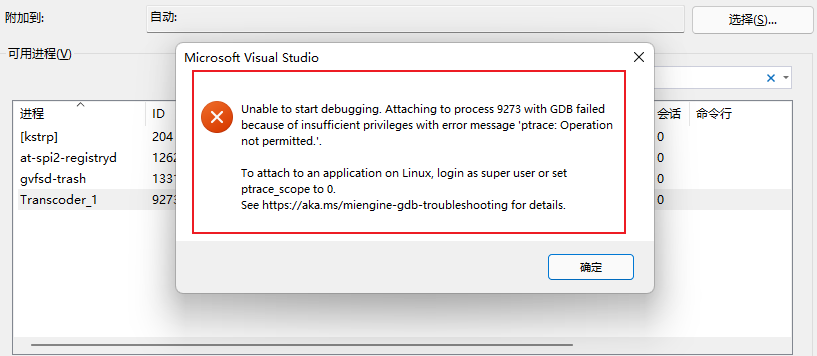 附加到:
自动:
选择(S)...
可用进程(V)
Microsoft Visual Studio
进程
ID
会话
命令行
[kstrp]
204
0
at-spi2-registryd
1262
0
gvfsd-trash
1331
0
Transcoder_1
9273
0
Unable to start debugging. Attaching to process 9273 with GDB failed
because of insufficient privileges with error message 'ptrace: Operation
not permitted.'.
To attach to an application on Linux, login as super user or set
ptrace_scope to 0.
See https://aka.ms/miengine-gdb-troubleshooting for details.
确定